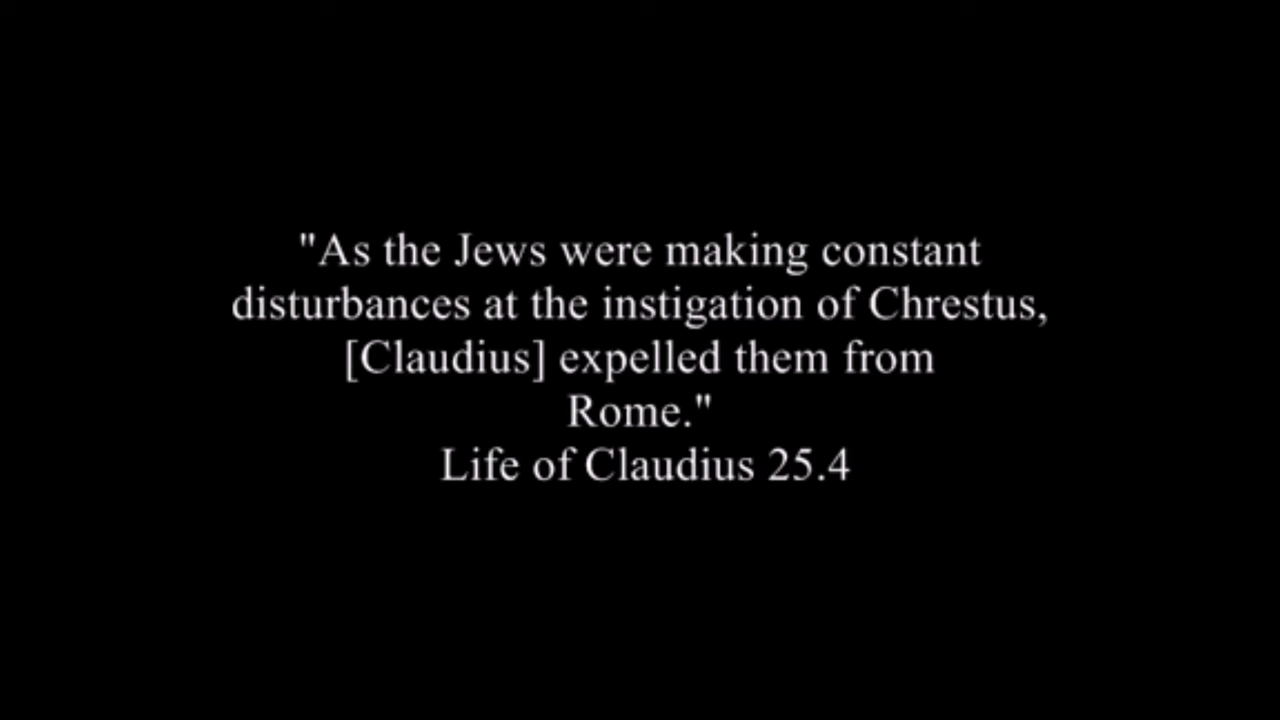 "As the Jews were making constant
disturbances at the instigation of Chrestus,
[Claudius] expelled them from
Rome."
Life of Claudius 25.4